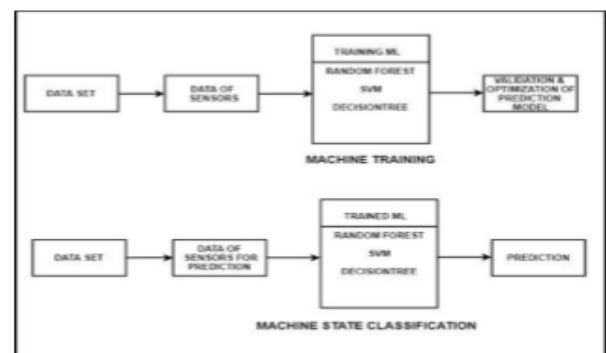 TRAINING ML
DATA SET
DATA OF
SENSORS
RANDOM FOREST
SVM
DECISIONTREE
VALIDATION &
OPTIMIZATION OF
PREDICTION
MODEL
MACHINE TRAINING
TRAINED ML
DATA SET
DATA OF
SENSORS FOR
PREDICTION
RANDOM FOREST
SVM
DECISIONTREE
PREDICTION
MACHINE STATE CLASSIFICATION